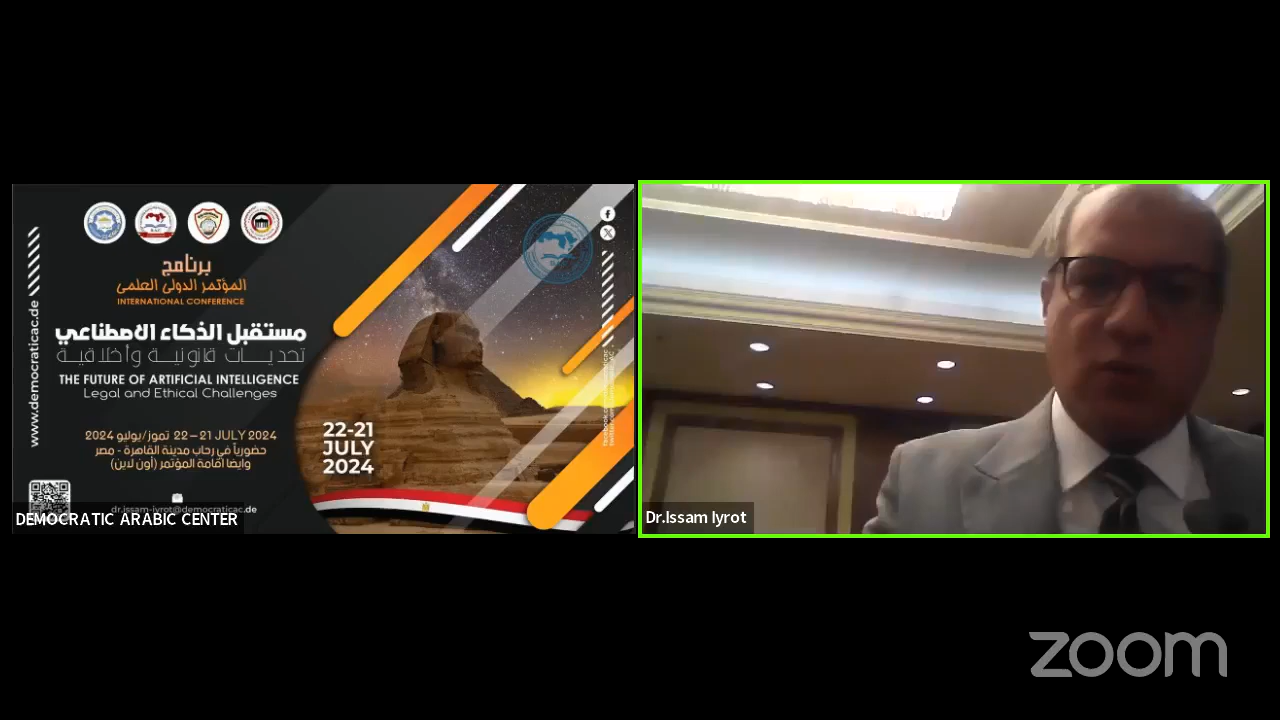 www.democraticac.de
برنامج
المؤتمر الدولي العلمي
INTERNATIONAL CONFERENCE
مستقبل الذكاء الاصطناعي
تحديات قانونية وأخلاقية
THE FUTURE OF ARTIFICIAL INTELLIGENCE
Legal and Ethical Challenges
22 – 21 تموز/يوليو JULY 2024
حضورياً في رحاب مدينة القاهرة - مصر
وايضا اقامة المؤتمر (أون لاين)
22-21
JULY
2024
dr.issam-iyrot@democraticac.de
DEMOCRATIC ARABIC CENTER
Dr.Issam Iyrot
zoom